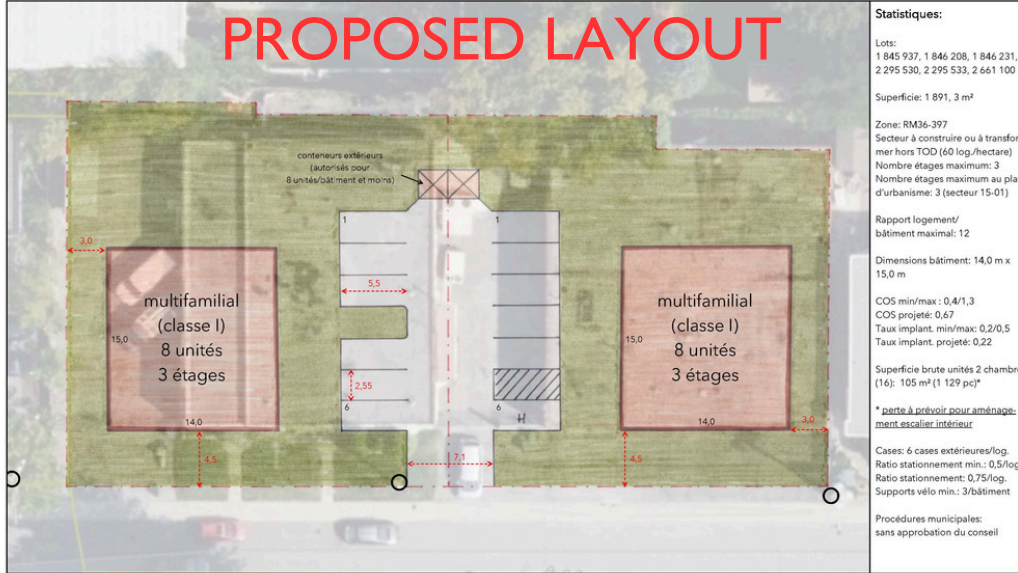 PROPOSED LAYOUT
conteneurs extérieurs
(autorisés pour
8 unités/bâtiment et moins)
1
1
3,0
5,5
multifamilial
(classe I)
8 unités
3 étages
15,0
14,0
4,5
2,55
6
6
H
7,1
multifamilial
(classe I)
8 unités
3 étages
15,0
14,0
3,0
4,5
Statistiques:
Lots:
1 845 937, 1 846 208, 1 846 231,
2 295 530, 2 295 533, 2 661 100
Superficie: 1 891, 3 m²
Zone: RM36-397
Secteur à construire ou à transfor
mer hors TOD (60 log./hectare)
Nombre étages maximum: 3
Nombre étages maximum au pla
d'urbanisme: 3 (secteur 15-01)
Rapport logement/
bâtiment maximal: 12
Dimensions bâtiment: 14,0 m x
15,0 m
COS min/max : 0,4/1,3
COS projeté: 0,67
Taux implant. min/max: 0,2/0,5
Taux implant. projeté: 0,22
Superficie brute unités 2 chambre
(16): 105 m² (1 129 pc)*
* perte à prévoir pour aménage-
ment escalier intérieur
Cases: 6 cases extérieures/log.
Ratio stationnement min.: 0,5/log
Ratio stationnement: 0,75/log.
Supports vélo min.: 3/bâtiment
Procédures municipales:
sans approbation du conseil